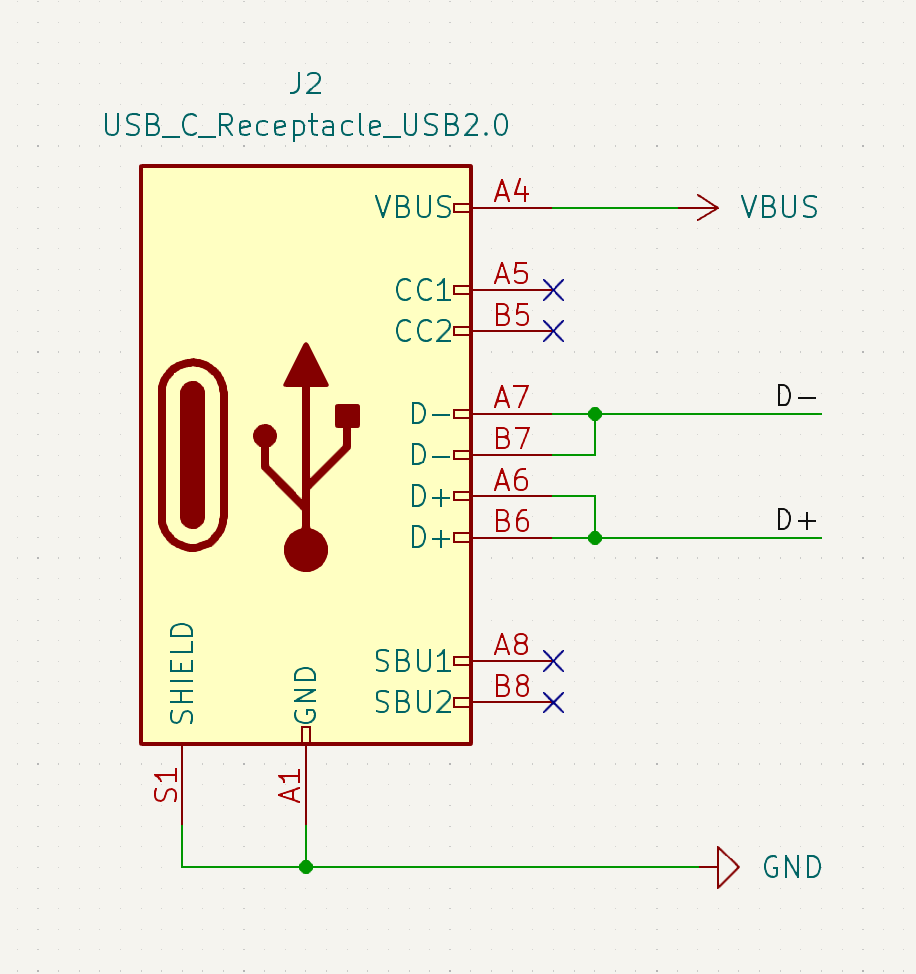 J2
USB_C_Receptacle_USB2.0
VBUS A4 VBUS
CC1 A5
CC2 B5
D- A7 D-
D- B7
D+ A6
D+ B6 D+
SBU1 A8
SBU2 B8
SHIELD
GND
S1
A1
GND